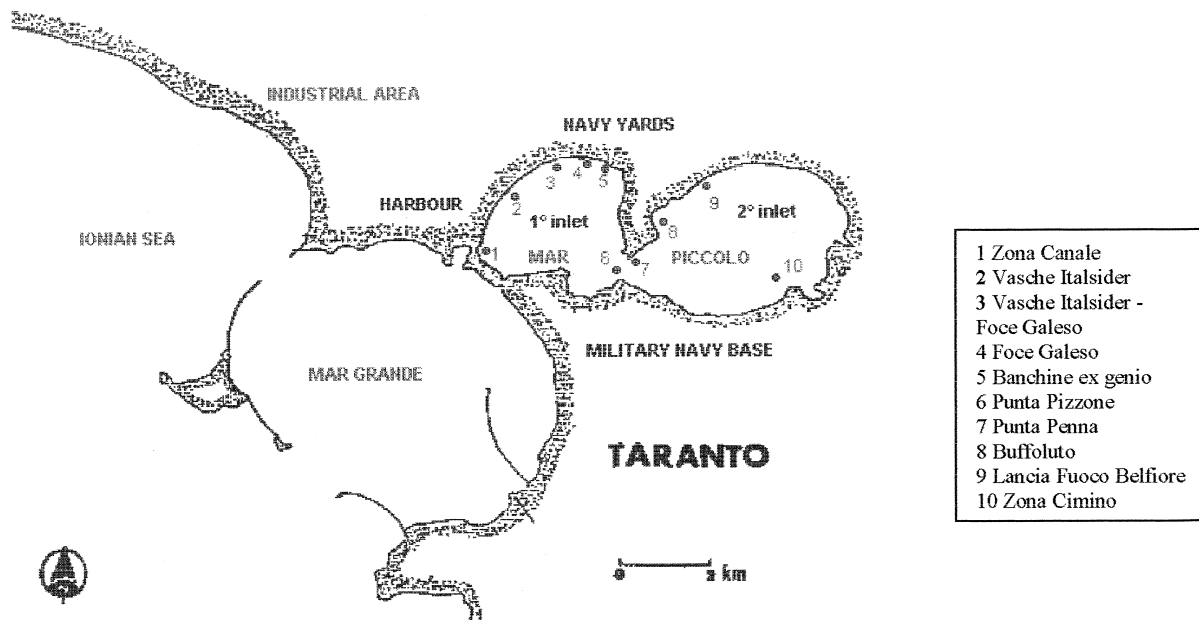 INDUSTRIAL AREA
NAVY YARDS
HARBOUR
IONIAN SEA
1° inlet
2° inlet
MAR
PICCOLO
1
2
3
4
5
6
7
8
9
10
MILITARY NAVY BASE
MAR GRANDE
TARANTO
km
1 Zona Canale
2 Vasche Italsider
3 Vasche Italsider -
Foce Galeso
4 Foce Galeso
5 Banchine ex genio
6 Punta Pizzone
7 Punta Penna
8 Buffoluto
9 Lancia Fuoco Belfiore
10 Zona Cimino